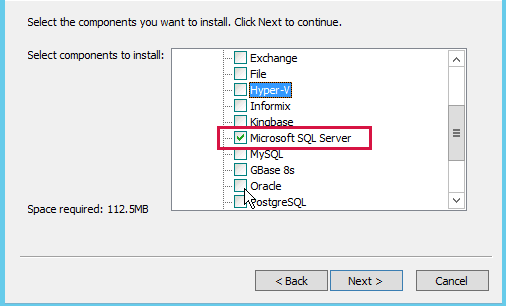 Select the components you want to install. Click Next to continue.
Select components to install:
Exchange
File
Hyper-V
Informix
Kingbase
Microsoft SQL Server
MySQL
GBase 8s
Oracle
PostgreSQL
Space required: 112.5MB
< Back
Next >
Cancel